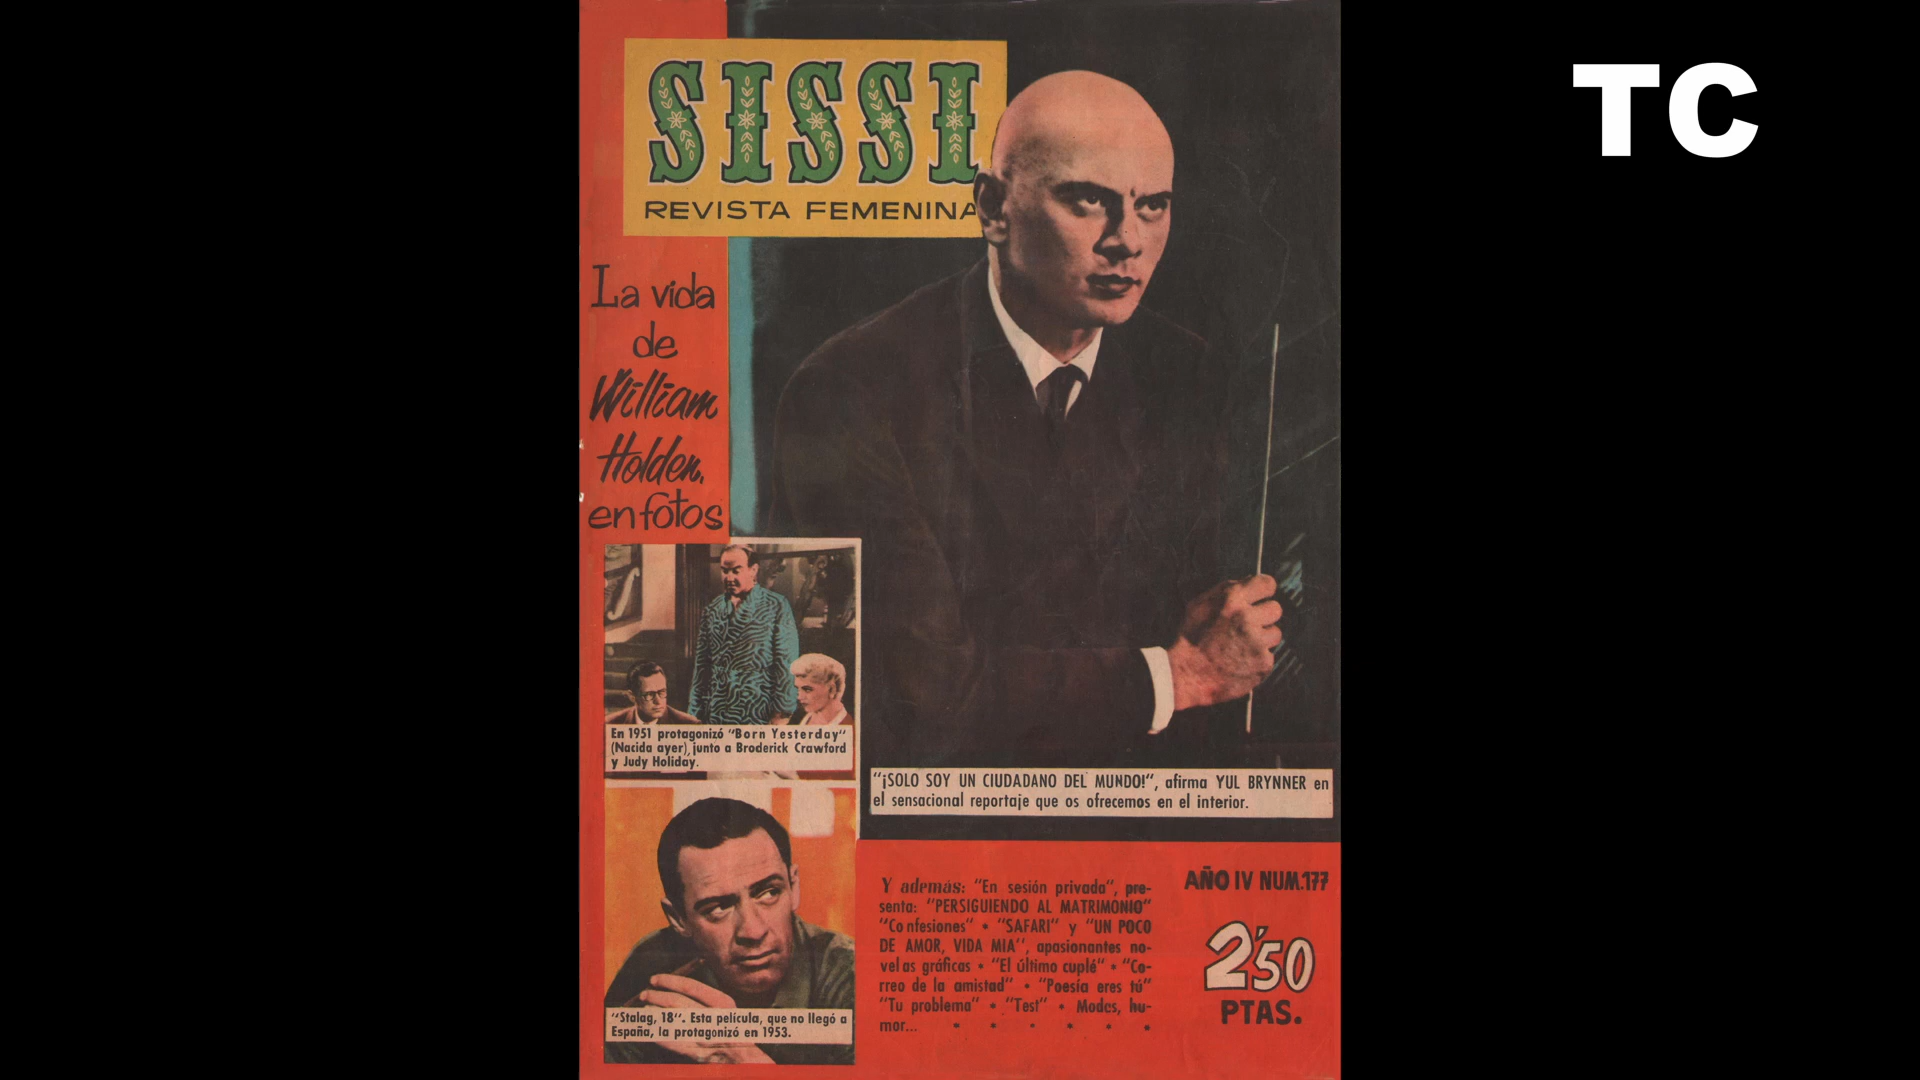 SISSI
REVISTA FEMENINA
TC
La vida
de
William
Holden,
en fotos
En 1951 protagonizó "Born Yesterday"
(Nacida ayer), junto a Broderick Crawford
y Judy Holiday.
"¡SOLO SOY UN CIUDADANO DEL MUNDO!", afirma YUL BRYNNER en
el sensacional reportaje que os ofrecemos en el interior.
"Stalag, 18". Esta película, que no llegó a
España, la protagonizó en 1953.
Y además: "En sesión privada", pre-
senta: "PERSIGUIENDO AL MATRIMONIO"
"Confesiones" * "SAFARI" y "UN POCO
DE AMOR, VIDA MIA", apasionantes no-
velas gráficas * "El último cuplé" * "Co-
rreo de la amistad" * "Poesía eres tú"
"Tu problema" * "Test" * Modas, hu-
mor... * * * * * *
AÑO IV NUM.177
2'50
PTAS.